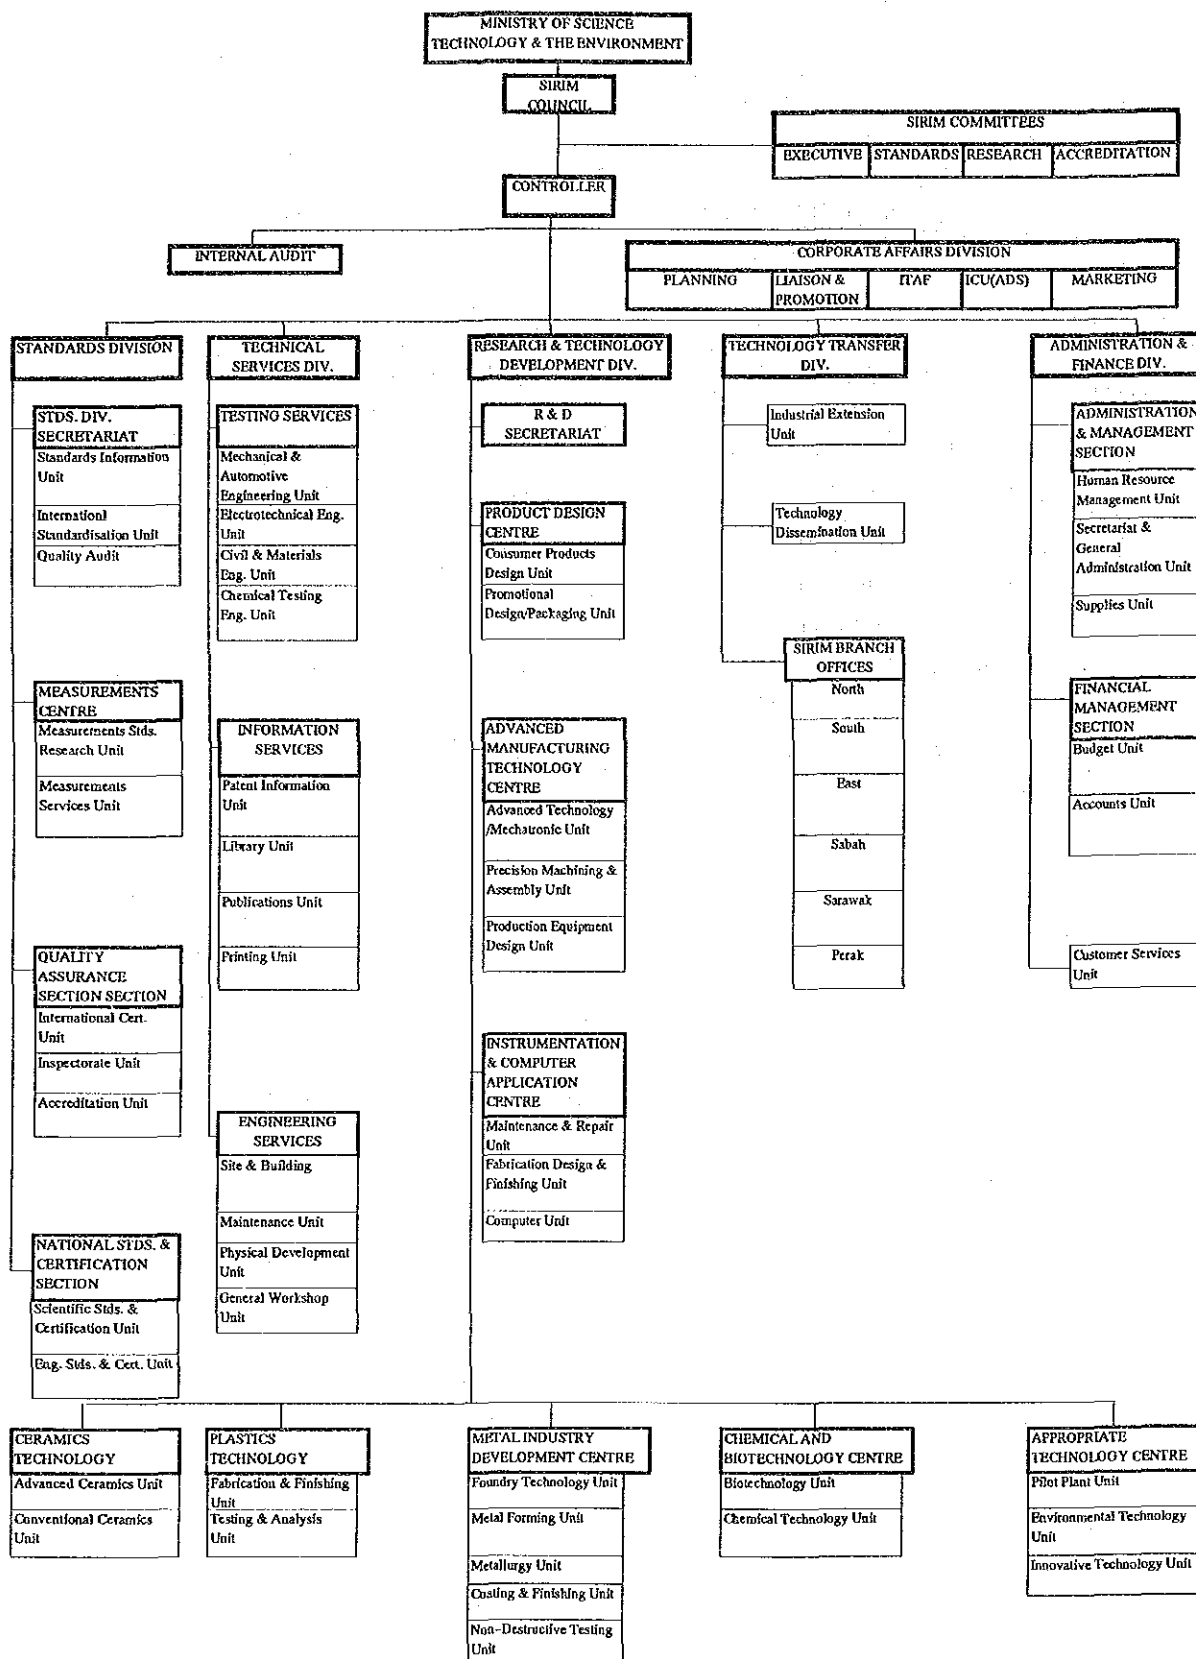 MINISTRY OF SCIENCE
TECHNOLOGY & THE ENVIRONMENT
SIRIM
COUNCIL
SIRIM COMMITTEES
EXECUTIVE
STANDARDS
RESEARCH
ACCREDITATION
CONTROLLER
INTERNAL AUDIT
CORPORATE AFFAIRS DIVISION
PLANNING
LIAISON &
PROMOTION
ITAF
ICU(ADS)
MARKETING
STANDARDS DIVISION
STDS. DIV.
SECRETARIAT
Standards Information
Unit
International
Standardisation Unit
Quality Audit
MEASUREMENTS
CENTRE
Measurements Stds.
Research Unit
Measurements
Services Unit
QUALITY
ASSURANCE
SECTION SECTION
International Cert.
Unit
Inspectorate Unit
Accreditation Unit
NATIONAL STDS. &
CERTIFICATION
SECTION
Scientific Stds. &
Certification Unit
Eng. Stds. & Cert. Unit
TECHNICAL
SERVICES DIV.
TESTING SERVICES
Mechanical &
Automotive
Engineering Unit
Electrotechnical Eng.
Unit
Civil & Materials
Eng. Unit
Chemical Testing
Eng. Unit
INFORMATION
SERVICES
Patent Information
Unit
Library Unit
Publications Unit
Printing Unit
ENGINEERING
SERVICES
Site & Building
Maintenance Unit
Physical Development
Unit
General Workshop
Unit
RESEARCH & TECHNOLOGY
DEVELOPMENT DIV.
R & D
SECRETARIAT
PRODUCT DESIGN
CENTRE
Consumer Products
Design Unit
Promotional
Design/Packaging Unit
ADVANCED
MANUFACTURING
TECHNOLOGY
CENTRE
Advanced Technology
/Mechatronic Unit
Precision Machining &
Assembly Unit
Production Equipment
Design Unit
INSTRUMENTATION
& COMPUTER
APPLICATION
CENTRE
Maintenance & Repair
Unit
Fabrication Design &
Finishing Unit
Computer Unit
TECHNOLOGY TRANSFER
DIV.
Industrial Extension
Unit
Technology
Dissemination Unit
SIRIM BRANCH
OFFICES
North
South
East
Sabah
Sarawak
Perak
ADMINISTRATION &
FINANCE DIV.
ADMINISTRATION
& MANAGEMENT
SECTION
Human Resource
Management Unit
Secretariat &
General
Administration Unit
Supplies Unit
FINANCIAL
MANAGEMENT
SECTION
Budget Unit
Accounts Unit
Customer Services
Unit
CERAMICS
TECHNOLOGY
Advanced Ceramics Unit
Conventional Ceramics
Unit
PLASTICS
TECHNOLOGY
Fabrication & Finishing
Unit
Testing & Analysis
Unit
METAL INDUSTRY
DEVELOPMENT CENTRE
Foundry Technology Unit
Metal Forming Unit
Metallurgy Unit
Coating & Finishing Unit
Non-Destructive Testing
Unit
CHEMICAL AND
BIOTECHNOLOGY CENTRE
Biotechnology Unit
Chemical Technology Unit
APPROPRIATE
TECHNOLOGY CENTRE
Pilot Plant Unit
Environmental Technology
Unit
Innovative Technology Unit